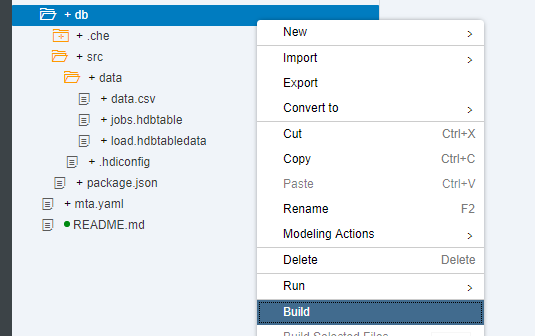 + db
+ .che
+ src
+ data
+ data.csv
+ jobs.hdbtable
+ load.hdbtabledata
+ .hdiconfig
+ package.json
+ mta.yaml
README.md
New
Import
Export
Convert to
Cut Ctrl+X
Copy Ctrl+C
Paste Ctrl+V
Rename F2
Modeling Actions
Delete Delete
Run
Build
Build Selected Files